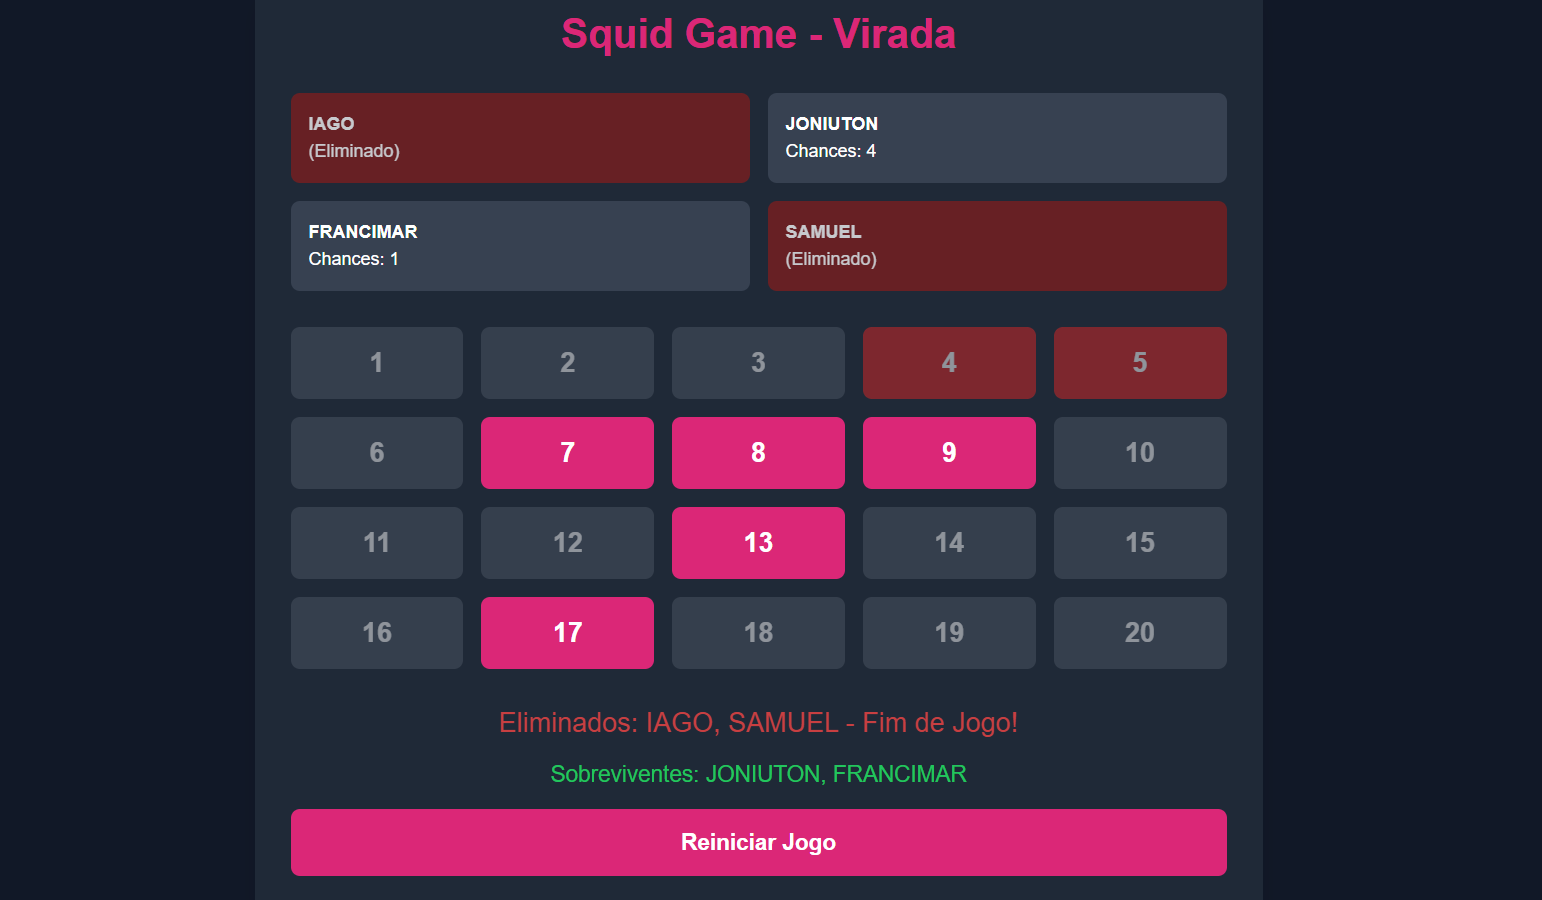 Squid Game - Virada
IAGO
(Eliminado)
JONIUTON
Chances: 4
FRANCIMAR
Chances: 1
SAMUEL
(Eliminado)
1 2 3 4 5
6 7 8 9 10
11 12 13 14 15
16 17 18 19 20
Eliminados: IAGO, SAMUEL - Fim de Jogo!
Sobreviventes: JONIUTON, FRANCIMAR
Reiniciar Jogo